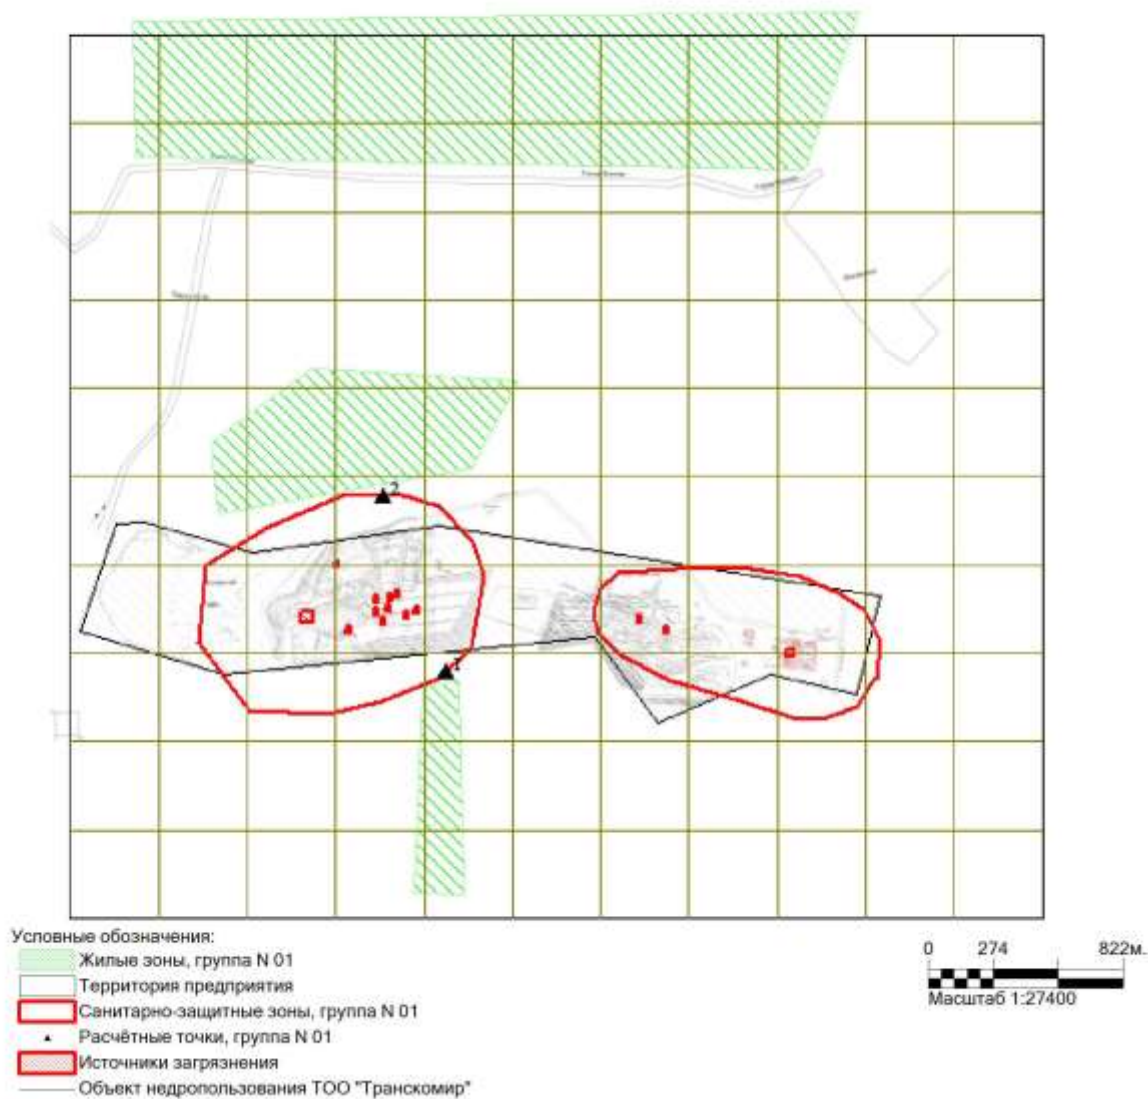 2
1
Условные обозначения:
Жилые зоны, группа N 01
Территория предприятия
Санитарно-защитные зоны, группа N 01
Расчётные точки, группа N 01
Источники загрязнения
Объект недропользования ТОО "Транскомир"
0 274 822м.
Масштаб 1:27400